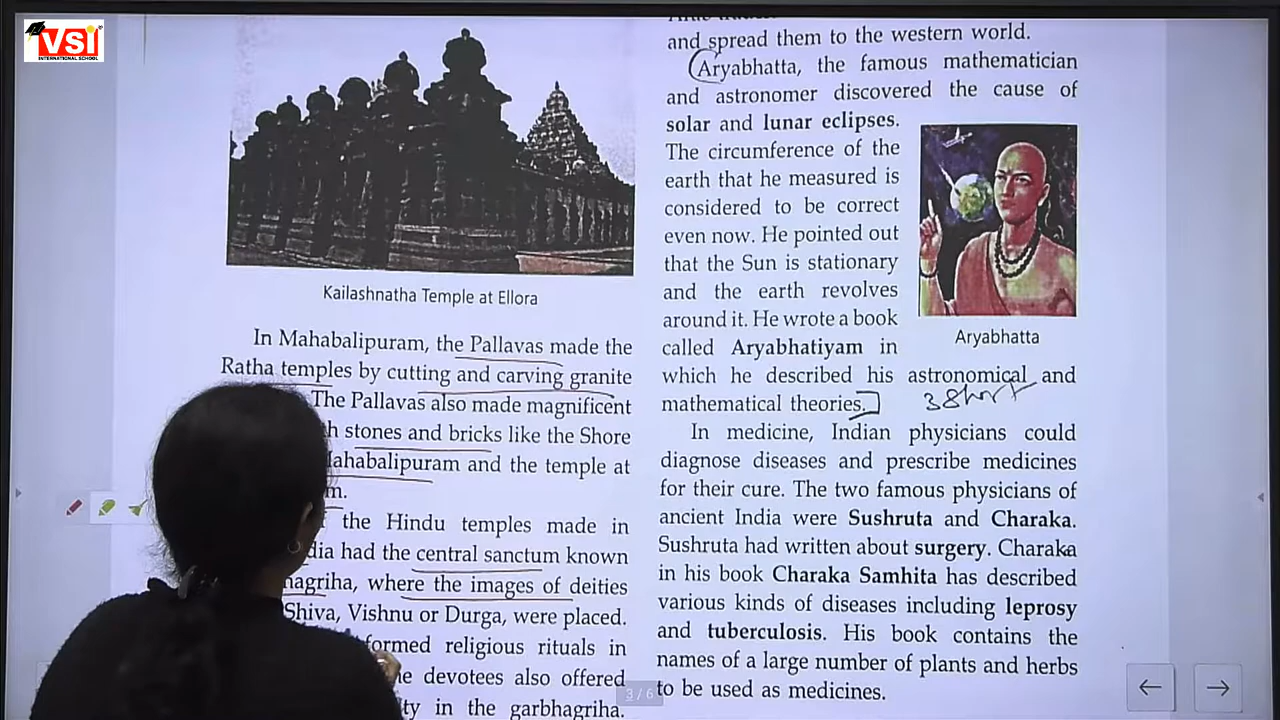 VSi
INTERNATIONAL SCHOOL
Kailashnatha Temple at Ellora
In Mahabalipuram, the Pallavas made the
Ratha temples by cutting and carving granite
The Pallavas also made magnificent
stones and bricks like the Shore
Mahabalipuram and the temple at
the Hindu temples made in
had the central sanctum known
where the images of deities
Shiva, Vishnu or Durga, were placed.
religious rituals in
devotees also offered
in the garbhagriha.
and spread them to the western world.
Aryabhatta, the famous mathematician
and astronomer discovered the cause of
solar and lunar eclipses.
The circumference of the
earth that he measured is
considered to be correct
even now. He pointed out
that the Sun is stationary
and the earth revolves
around it. He wrote a book
called Aryabhatiyam in
which he described his astronomical and
mathematical theories.
3 Short
Aryabhatta
In medicine, Indian physicians could
diagnose diseases and prescribe medicines
for their cure. The two famous physicians of
ancient India were Sushruta and Charaka.
Sushruta had written about surgery. Charaka
in his book Charaka Samhita has described
various kinds of diseases including leprosy
and tuberculosis. His book contains the
names of a large number of plants and herbs
to be used as medicines.
3 / 6